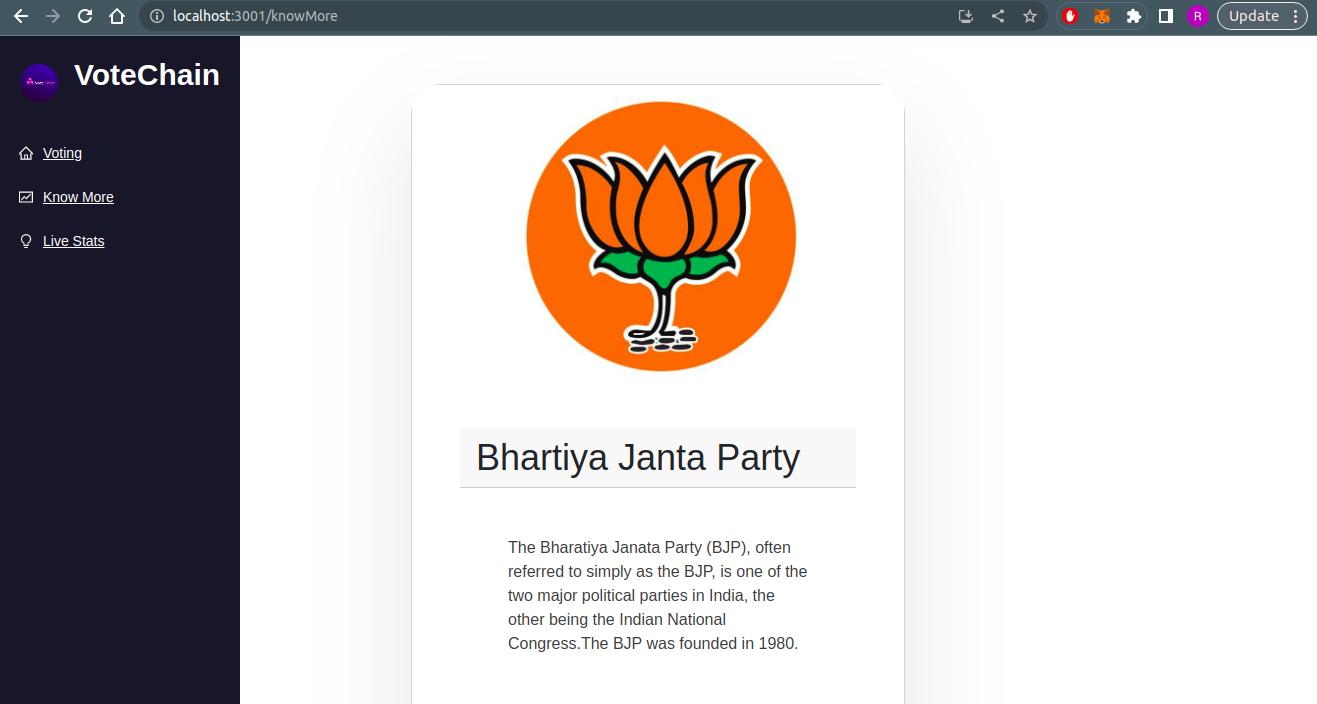 localhost:3001/knowMore
R
Update
VoteChain
Voting
Know More
Live Stats
Bhartiya Janta Party
The Bharatiya Janata Party (BJP), often
referred to simply as the BJP, is one of the
two major political parties in India, the
other being the Indian National
Congress.The BJP was founded in 1980.